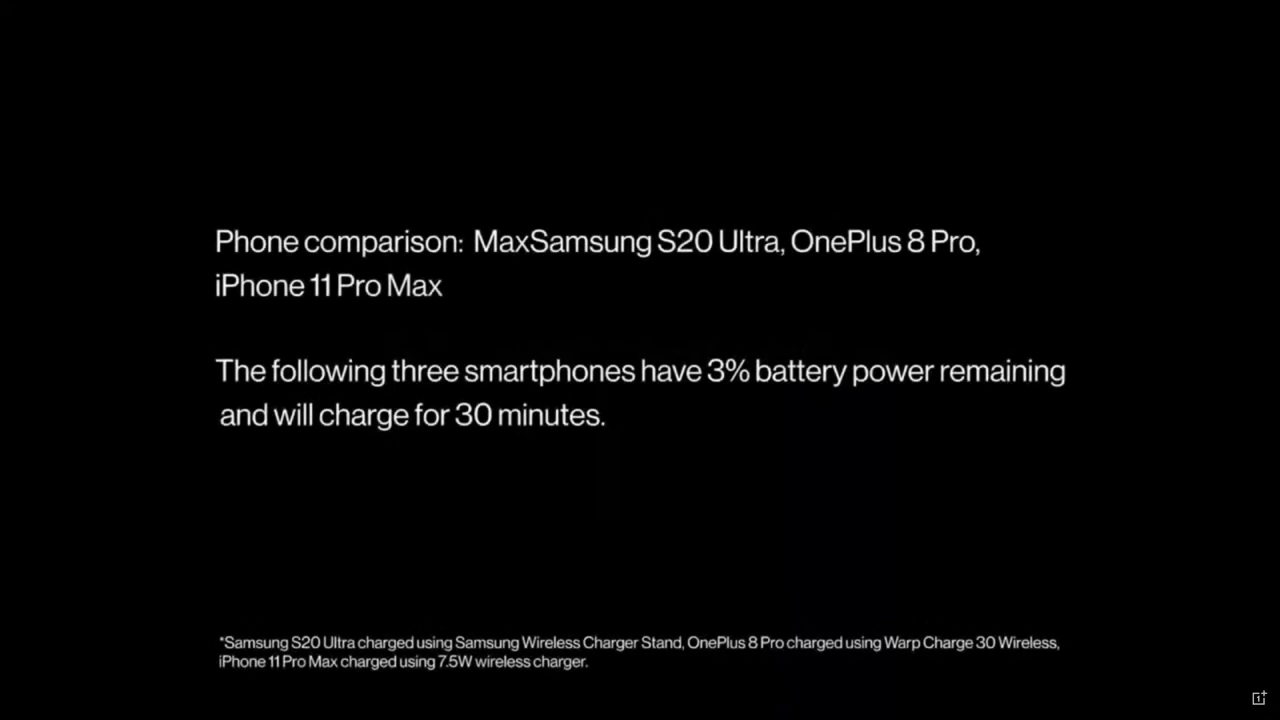 Phone comparison: MaxSamsung S20 Ultra, OnePlus 8 Pro,
iPhone 11 Pro Max
The following three smartphones have 3% battery power remaining
and will charge for 30 minutes.
*Samsung S20 Ultra charged using Samsung Wireless Charger Stand, OnePlus 8 Pro charged using Warp Charge 30 Wireless,
iPhone 11 Pro Max charged using 7.5W wireless charger.
1+